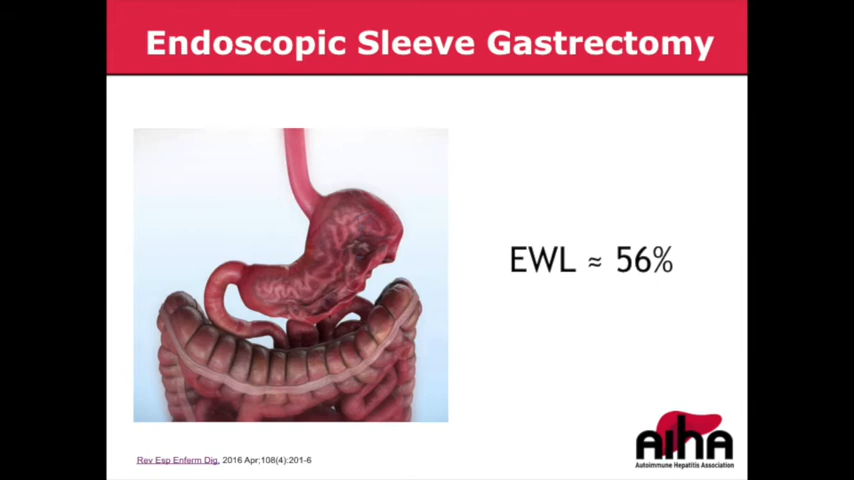 Endoscopic Sleeve Gastrectomy
EWL ≈ 56%
Rev Esp Enferm Dig. 2016 Apr;108(4):201-6
AIHA
Autoimmune Hepatitis Association